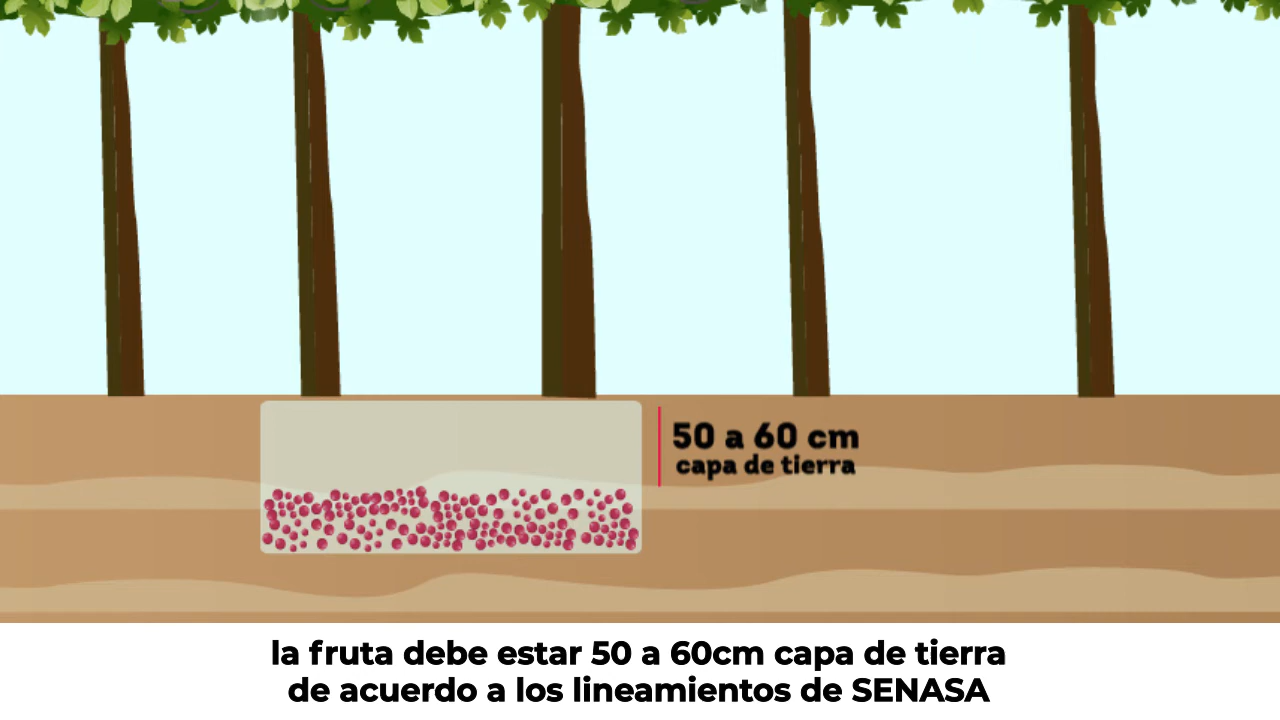 50 a 60 cm
capa de tierra
la fruta debe estar 50 a 60cm capa de tierra
de acuerdo a los lineamientos de SENASA